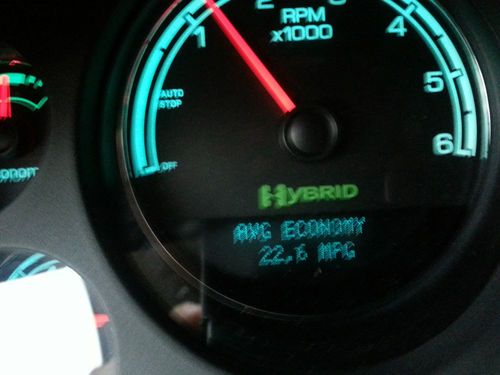 2
RPM
x1000
4
1
AUTO
STOP
5
6
OFF
HYBRID
AVG ECONOMY
22.6 MPG